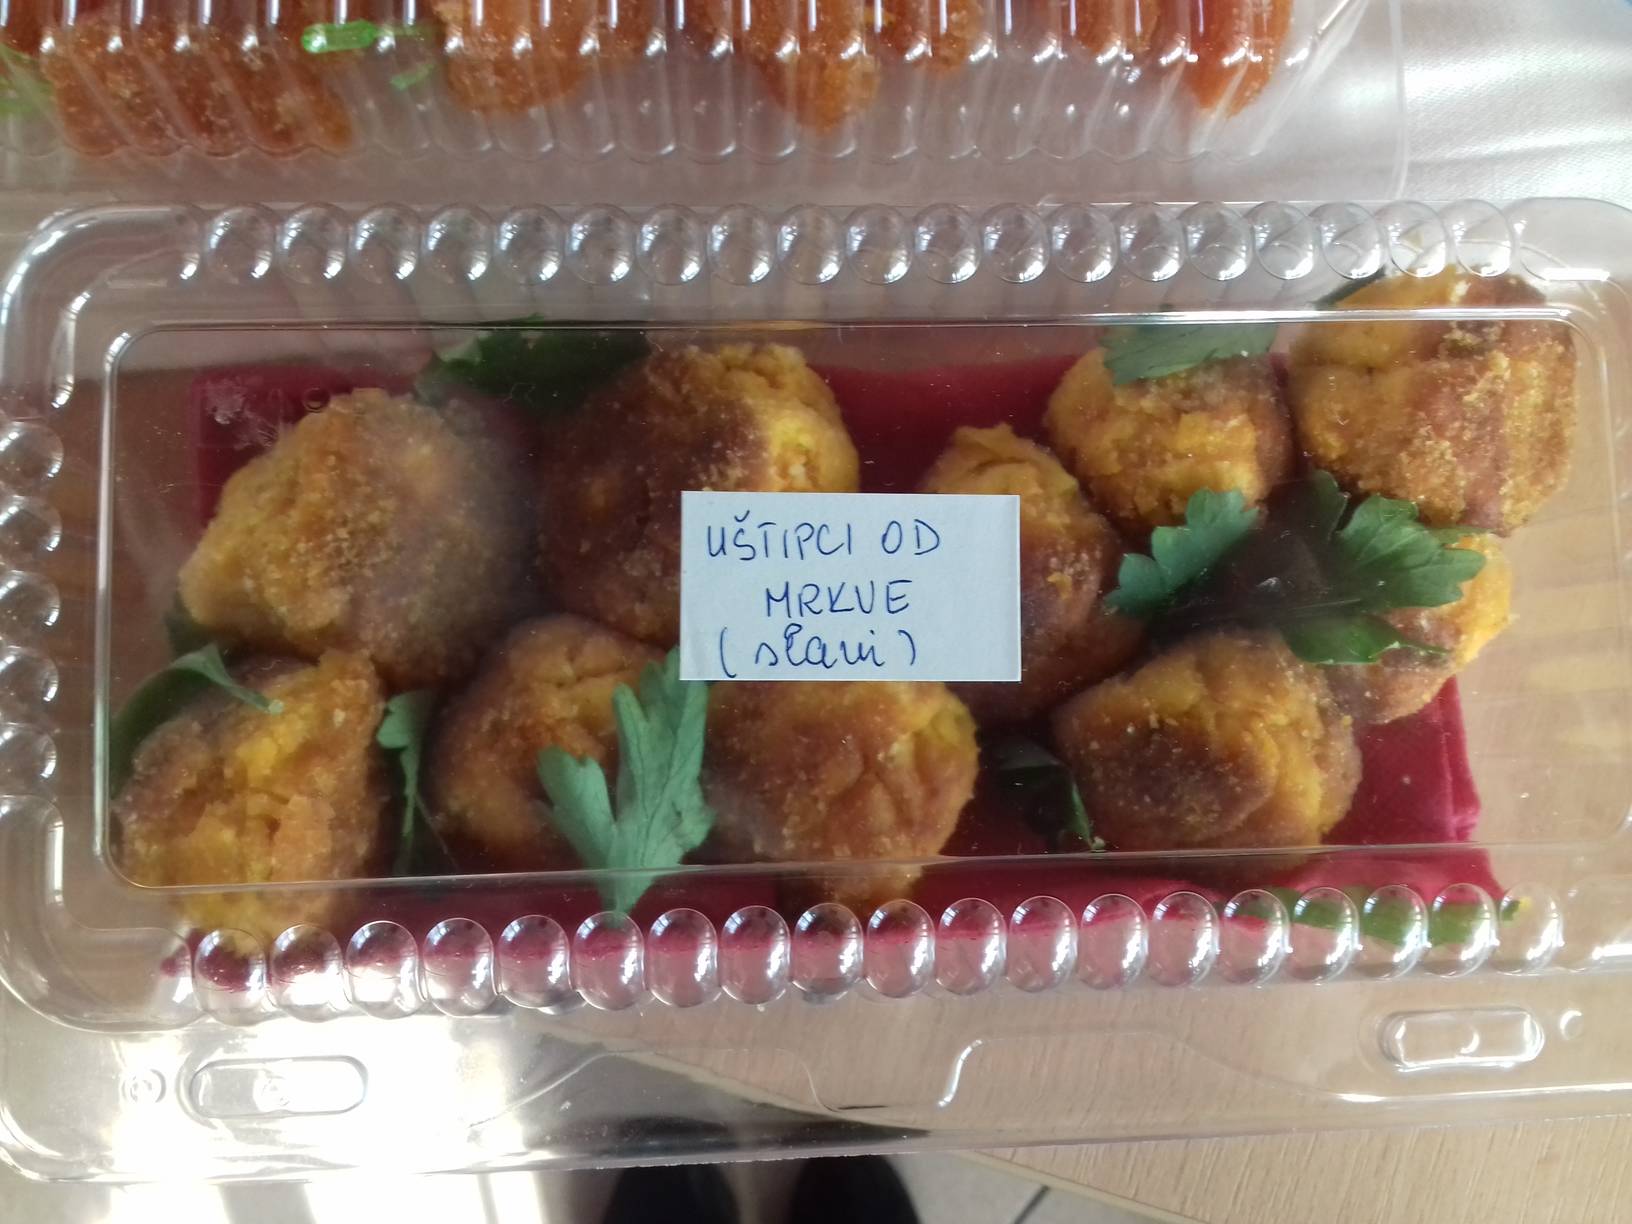 UŠTIPCI OD
MRKVE
(slani)